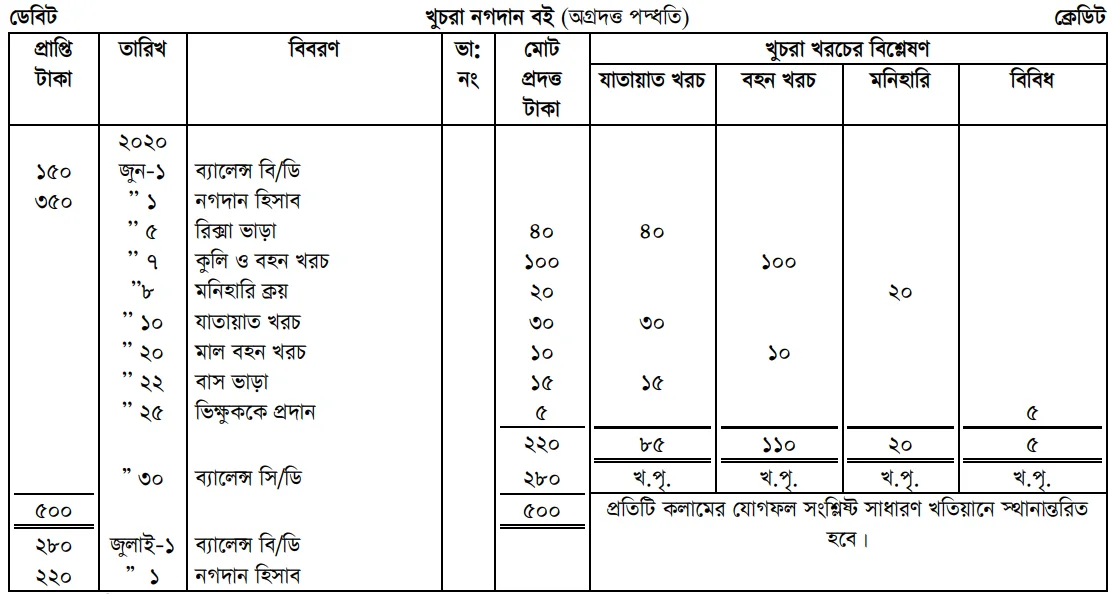 ডেবিট খুচরা নগদান বই (অগ্রদত্ত পদ্ধতি) ক্রেডিট
প্রাপ্তি টাকা তারিখ বিবরণ ভা: নং মোট প্রদত্ত টাকা খুচরা খরচের বিশ্লেষণ
যাতায়াত খরচ বহন খরচ মনিহারি বিবিধ
২০২০
১৫০ জুন-১ ব্যালেন্স বি/ডি
৩৫০ ” ১ নগদান হিসাব
” ৫ রিক্সা ভাড়া ৪০ ৪০
” ৭ কুলি ও বহন খরচ ১০০ ১০০
”৮ মনিহারি ক্রয় ২০ ২০
” ১০ যাতায়াত খরচ ৩০ ৩০
” ২০ মাল বহন খরচ ১০ ১০
” ২২ বাস ভাড়া ১৫ ১৫
” ২৫ ভিক্ষুককে প্রদান ৫ ৫
২২০ ৮৫ ১১০ ২০ ৫
” ৩০ ব্যালেন্স সি/ডি ২৮০ খ.পৃ. খ.পৃ. খ.পৃ. খ.পৃ.
৫০০ ৫০০ প্রতিটি কলামের যোগফল সংশ্লিষ্ট সাধারণ খতিয়ানে স্থানান্তরিত
হবে।
২৮০ জুলাই-১ ব্যালেন্স বি/ডি
২২০ ” ১ নগদান হিসাব